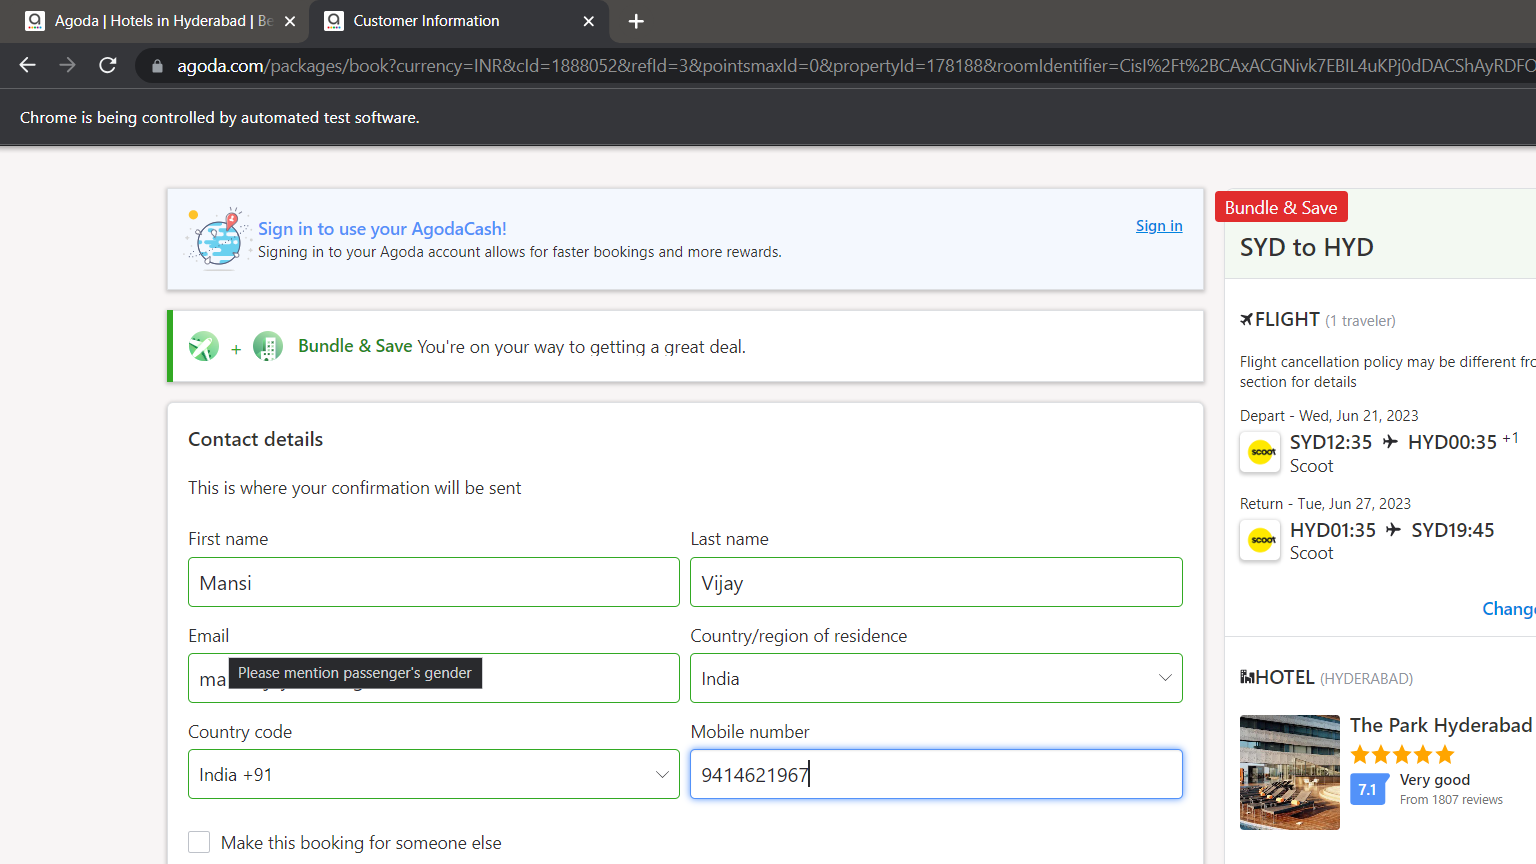 Agoda | Hotels in Hyderabad | Be
Customer Information
agoda.com/packages/book?currency=INR&cId=1888052&refId=3&pointsmaxId=0&propertyId=178188&roomIdentifier=CisI%2Ft%2BCAxACGNivk7EBIL4uKPj0dDACShAyRDFO
Chrome is being controlled by automated test software.
Sign in to use your AgodaCash!
Signing in to your Agoda account allows for faster bookings and more rewards.
Sign in
+ Bundle & Save You're on your way to getting a great deal.
Contact details
This is where your confirmation will be sent
First name
Last name
Mansi
Vijay
Email
Country/region of residence
ma
Please mention passenger's gender
India
Country code
Mobile number
India +91
9414621967
Make this booking for someone else
Bundle & Save
SYD to HYD
FLIGHT (1 traveler)
Flight cancellation policy may be different fro
section for details
Depart - Wed, Jun 21, 2023
SYD12:35 HYD00:35 +1
scoot
Scoot
Return - Tue, Jun 27, 2023
HYD01:35 SYD19:45
scoot
Scoot
Change
HOTEL (HYDERABAD)
The Park Hyderabad
7.1
Very good
From 1807 reviews